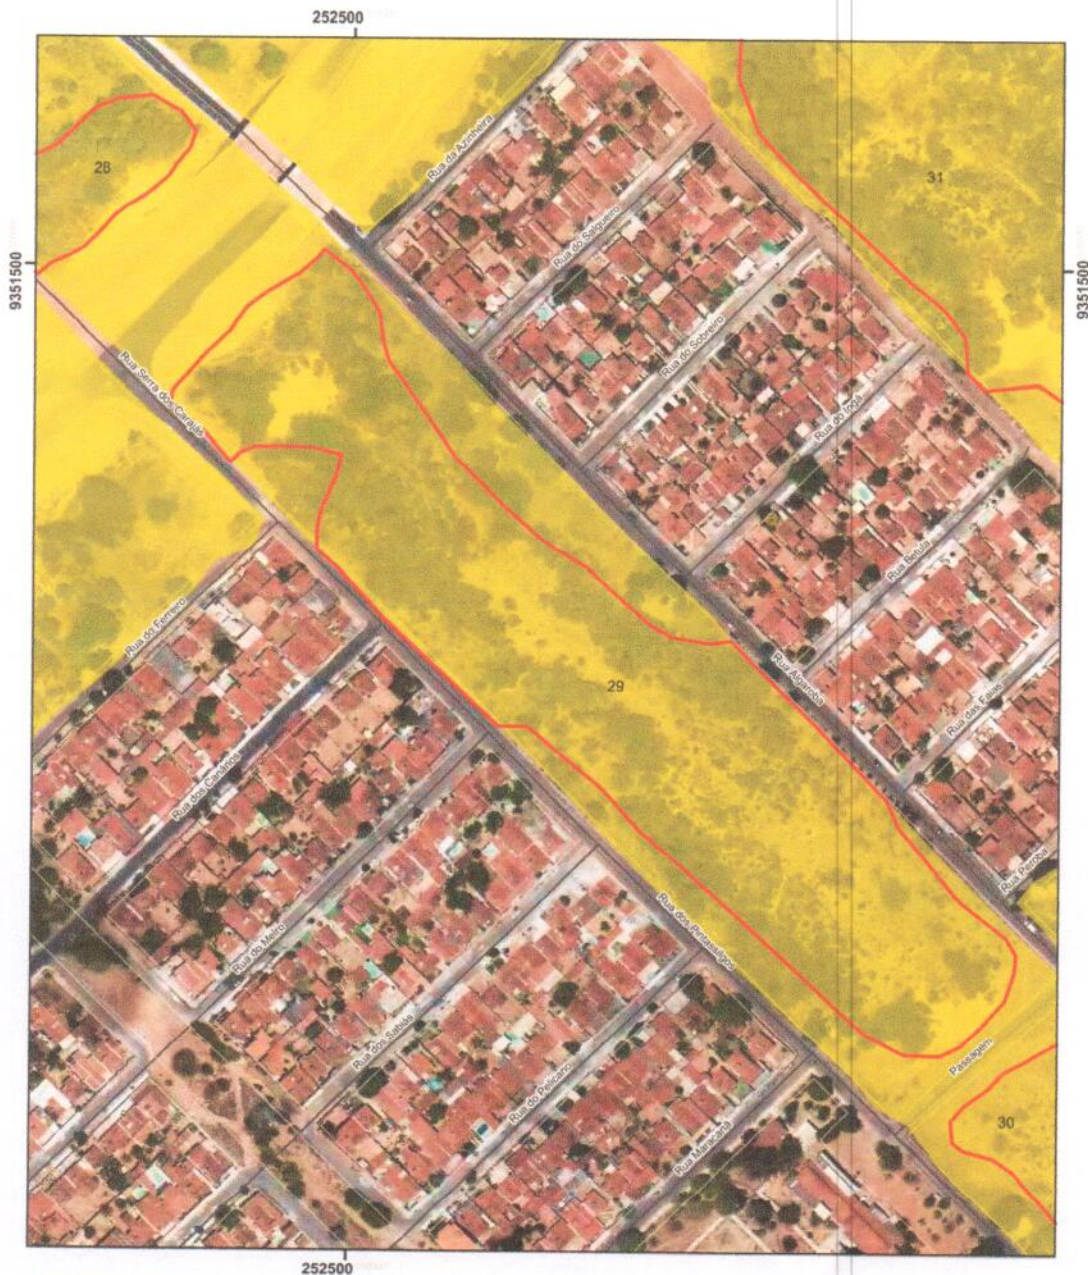 252500
28
31
9351500
9351500
Rua da Azinheira
Rua do Salgueiro
Rua do Sobreiro
Rua Serra dos Carajás
Rua do Ingá
Rua Betula
Rua do Ferreiro
29
Rua Algaroba
Rua das Faias
Rua dos Canários
Rua Peroba
Rua do Melro
Rua dos Pintassilgos
Rua dos Sabiás
Passagem
Rua do Pelicano
30
Rua Maracanã
252500